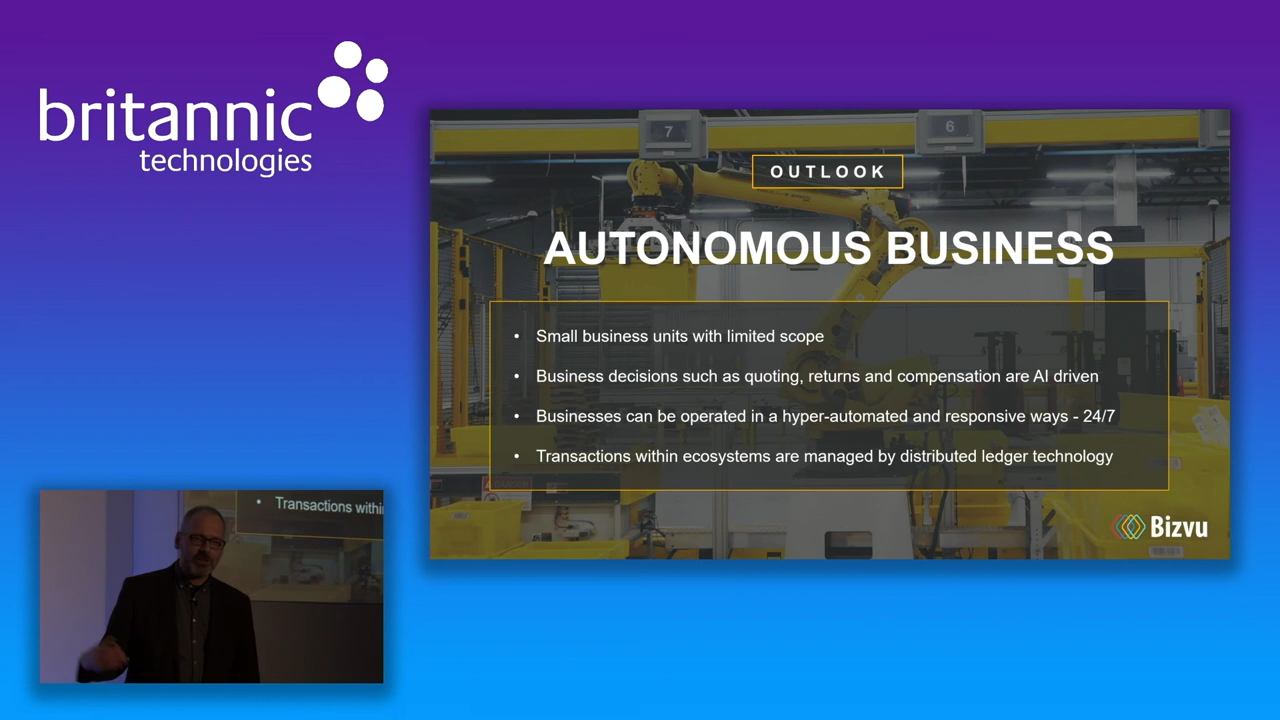 britannic
technologies
7
6
OUTLOOK
AUTONOMOUS BUSINESS
• Small business units with limited scope
• Business decisions such as quoting, returns and compensation are AI driven
• Businesses can be operated in a hyper-automated and responsive ways - 24/7
• Transactions within ecosystems are managed by distributed ledger technology
DANGER
Bizvu
• Transactions withi